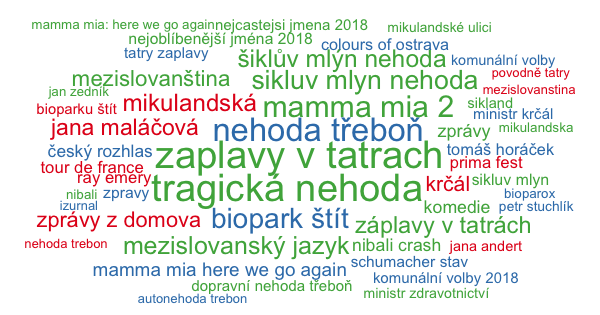 mamma mia: here we go again
nejcastejsi jmena 2018
mikulandské ulici
nejoblíbenější jména 2018
colours of ostrava
tatry zaplavy
šiklův mlýn nehoda
komunální volby
mezislovanština
sikluv mlyn nehoda
povodně tatry
jan zedník
mezislovanstina
bioparku štít
mikulandská
mamma mia 2
sikland
ministr krčál
jana maláčová
nehoda třeboň
zprávy
mikulandska
český rozhlas
zaplavy v tatrach
tomáš horáček
tour de france
prima fest
ray emery
tragická nehoda
krčál
sikluv mlyn
nibali
zpravy
bioparox
izurnal
komedie
petr stuchlík
zprávy z domova
biopark štít
záplavy v tatrách
nehoda trebon
mezislovanský jazyk
nibali crash
jana andert
mamma mia here we go again
schumacher stav
komunální volby 2018
dopravní nehoda třeboň
ministr zdravotnictví
autonehoda trebon